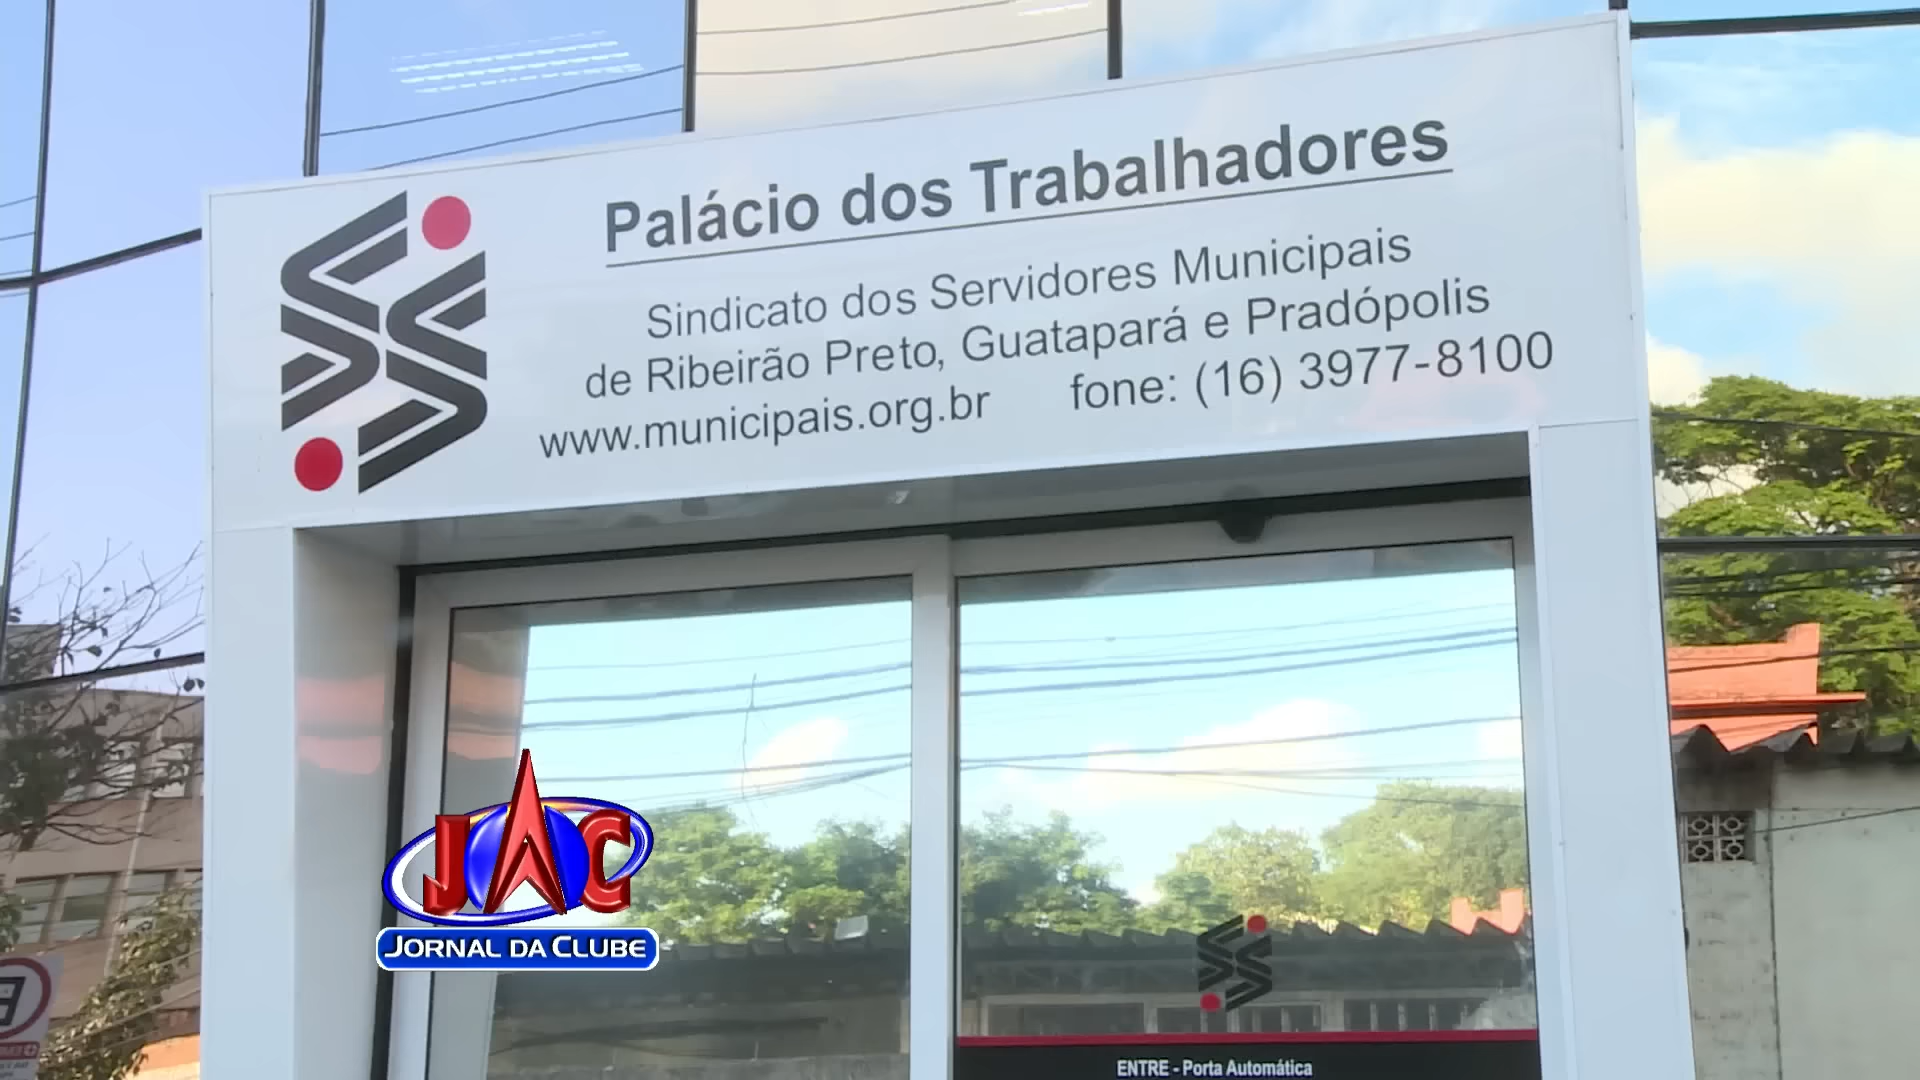 Palácio dos Trabalhadores
Sindicato dos Servidores Municipais
de Ribeirão Preto, Guatapará e Pradópolis
www.municipais.org.br fone: (16) 3977-8100
JAC
JORNAL DA CLUBE
ENTRE - Porta Automática